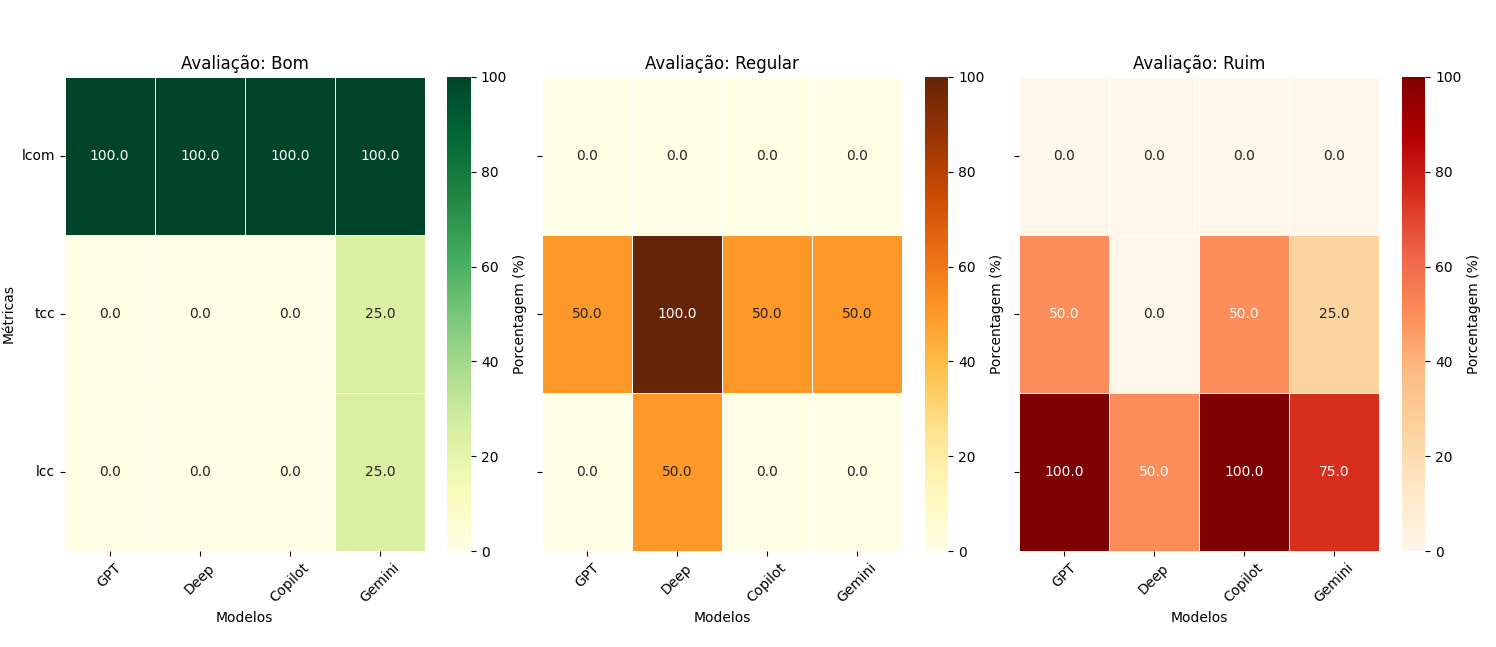 Avaliação: Bom
Métricas
lcom
100.0 100.0 100.0 100.0
tcc
0.0 0.0 0.0 25.0
lcc
0.0 0.0 0.0 25.0
GPT Deep Copilot Gemini
Modelos
100
80
60
40
20
0
Porcentagem (%)
Avaliação: Regular
0.0 0.0 0.0 0.0
50.0 100.0 50.0 50.0
0.0 50.0 0.0 0.0
GPT Deep Copilot Gemini
Modelos
100
80
60
40
20
0
Porcentagem (%)
Avaliação: Ruim
0.0 0.0 0.0 0.0
50.0 0.0 50.0 25.0
100.0 50.0 100.0 75.0
GPT Deep Copilot Gemini
Modelos
100
80
60
40
20
0
Porcentagem (%)